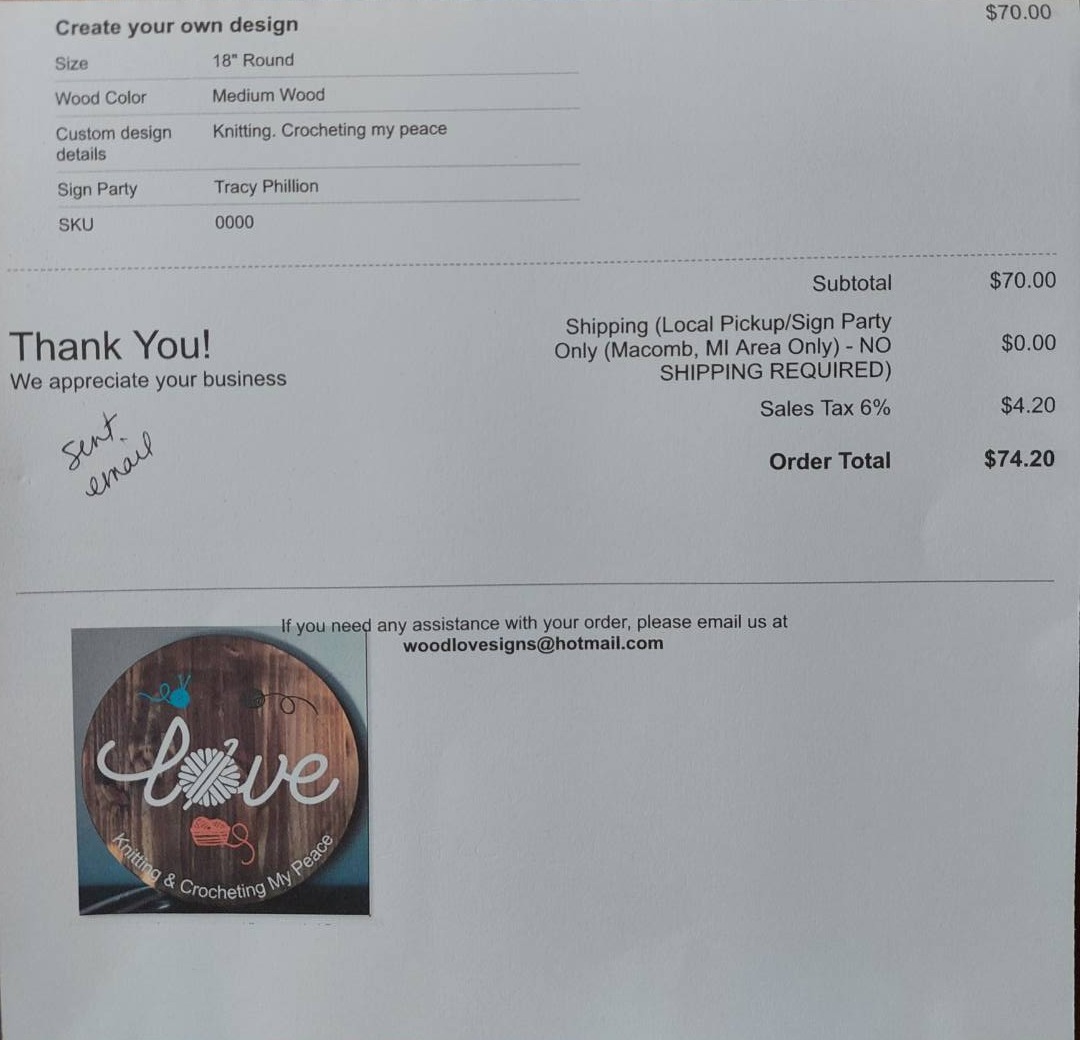 Create your own design
$70.00
Size 18" Round
Wood Color Medium Wood
Custom design Knitting. Crocheting my peace
details
Sign Party Tracy Phillion
SKU 0000
Subtotal $70.00
Thank You!
We appreciate your business
Shipping (Local Pickup/Sign Party
Only (Macomb, MI Area Only) - NO $0.00
SHIPPING REQUIRED)
Sales Tax 6% $4.20
Order Total $74.20
sent.
email
If you need any assistance with your order, please email us at
woodlovesigns@hotmail.com
love
Knitting & Crocheting My Peace